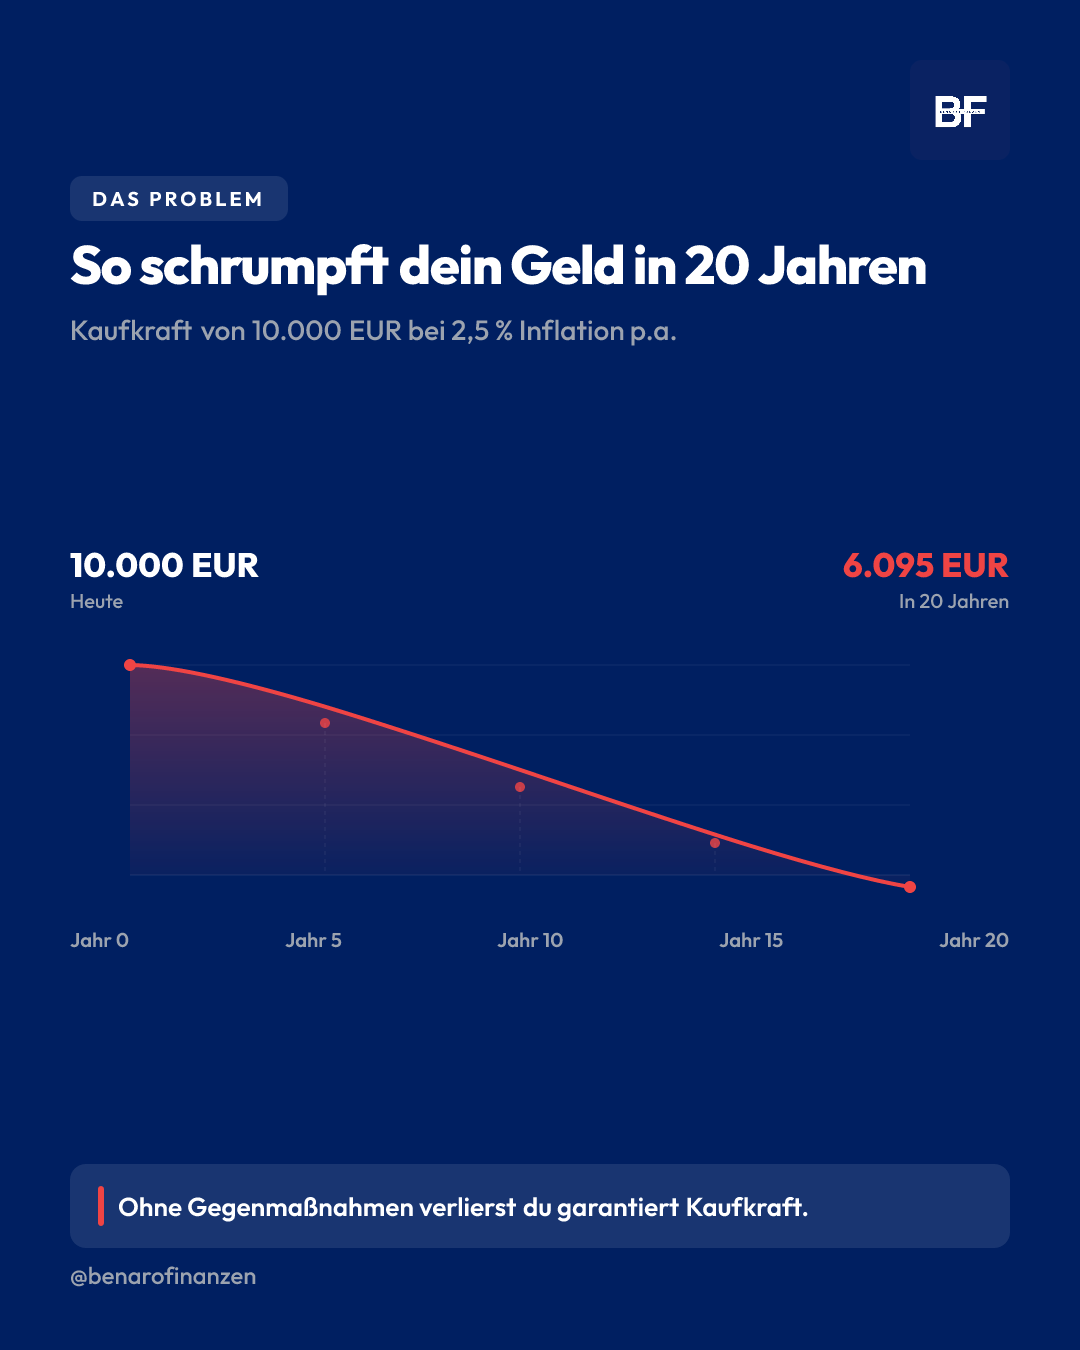 BF
DAS PROBLEM
So schrumpft dein Geld in 20 Jahren
Kaufkraft von 10.000 EUR bei 2,5 % Inflation p.a.
10.000 EUR
Heute
6.095 EUR
In 20 Jahren
Jahr 0
Jahr 5
Jahr 10
Jahr 15
Jahr 20
Ohne Gegenmaßnahmen verlierst du garantiert Kaufkraft.
@benarofinanzen